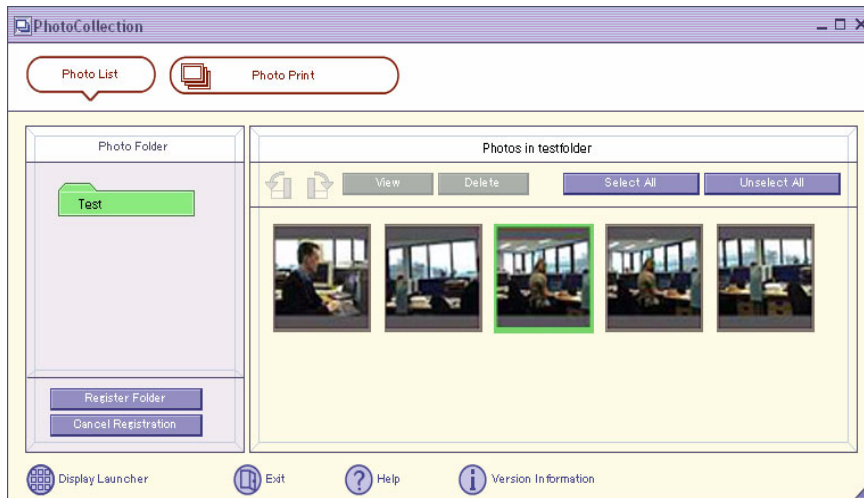 PhotoCollection
Photo List
Photo Print
Photo Folder
Photos in testfolder
View
Delete
Select All
Unselect All
Test
Register Folder
Cancel Registration
Display Launcher
Exit
Help
Version Information